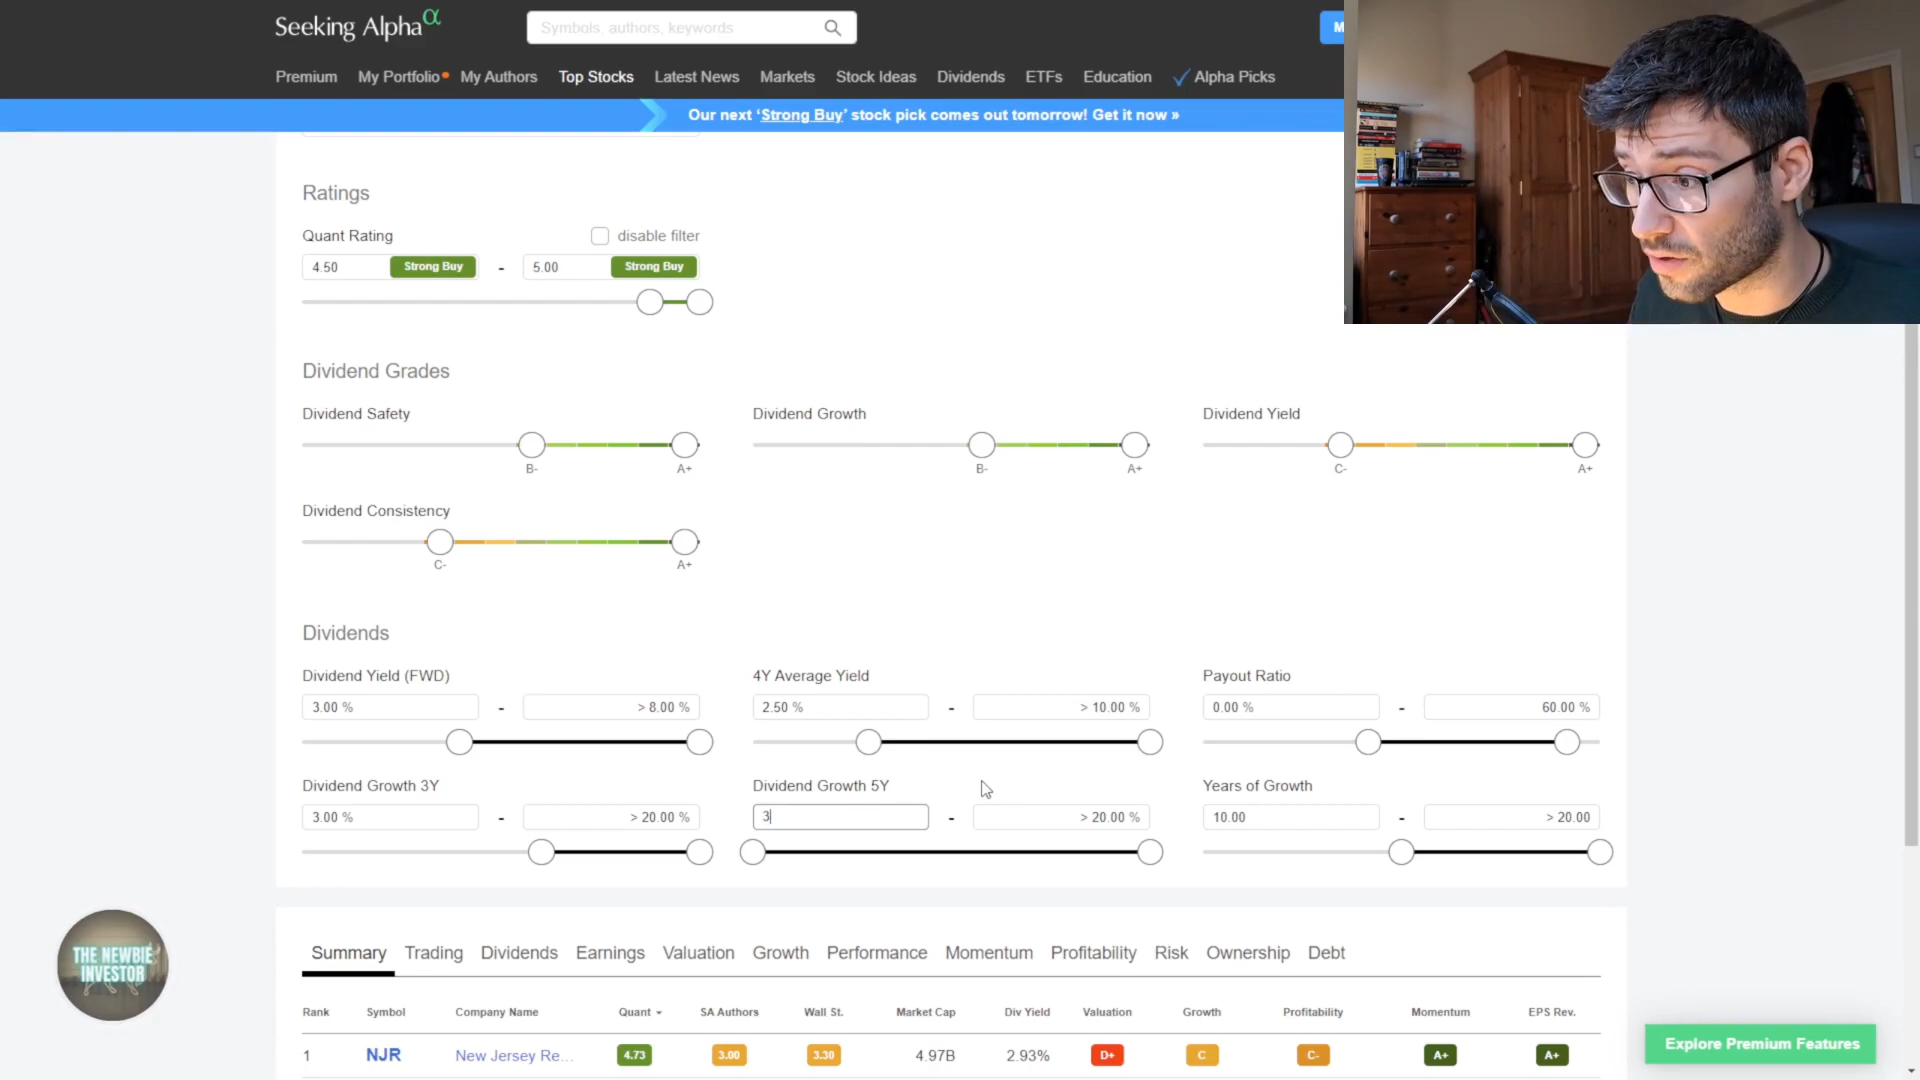 Seeking Alpha α
Symbols, authors, keywords
M
Premium My Portfolio My Authors Top Stocks Latest News Markets Stock Ideas Dividends ETFs Education Alpha Picks
Our next ‘Strong Buy’ stock pick comes out tomorrow! Get it now »
Ratings
Quant Rating disable filter
4.50 Strong Buy - 5.00 Strong Buy
Dividend Grades
Dividend Safety Dividend Growth Dividend Yield
B- A+ B- A+ C- A+
Dividend Consistency
C- A+
Dividends
Dividend Yield (FWD) 4Y Average Yield Payout Ratio
3.00 % - > 8.00 % 2.50 % - > 10.00 % 0.00 % - 60.00 %
Dividend Growth 3Y Dividend Growth 5Y Years of Growth
3.00 % - > 20.00 % 3 - > 20.00 % 10.00 - > 20.00
THE NEWBIE
INVESTOR
Summary Trading Dividends Earnings Valuation Growth Performance Momentum Profitability Risk Ownership Debt
Rank Symbol Company Name Quant SA Authors Wall St. Market Cap Div Yield Valuation Growth Profitability Momentum EPS Rev.
1 NJR New Jersey Re... 4.73 3.00 3.30 4.97B 2.93% D+ C C- A+ A+
Explore Premium Features